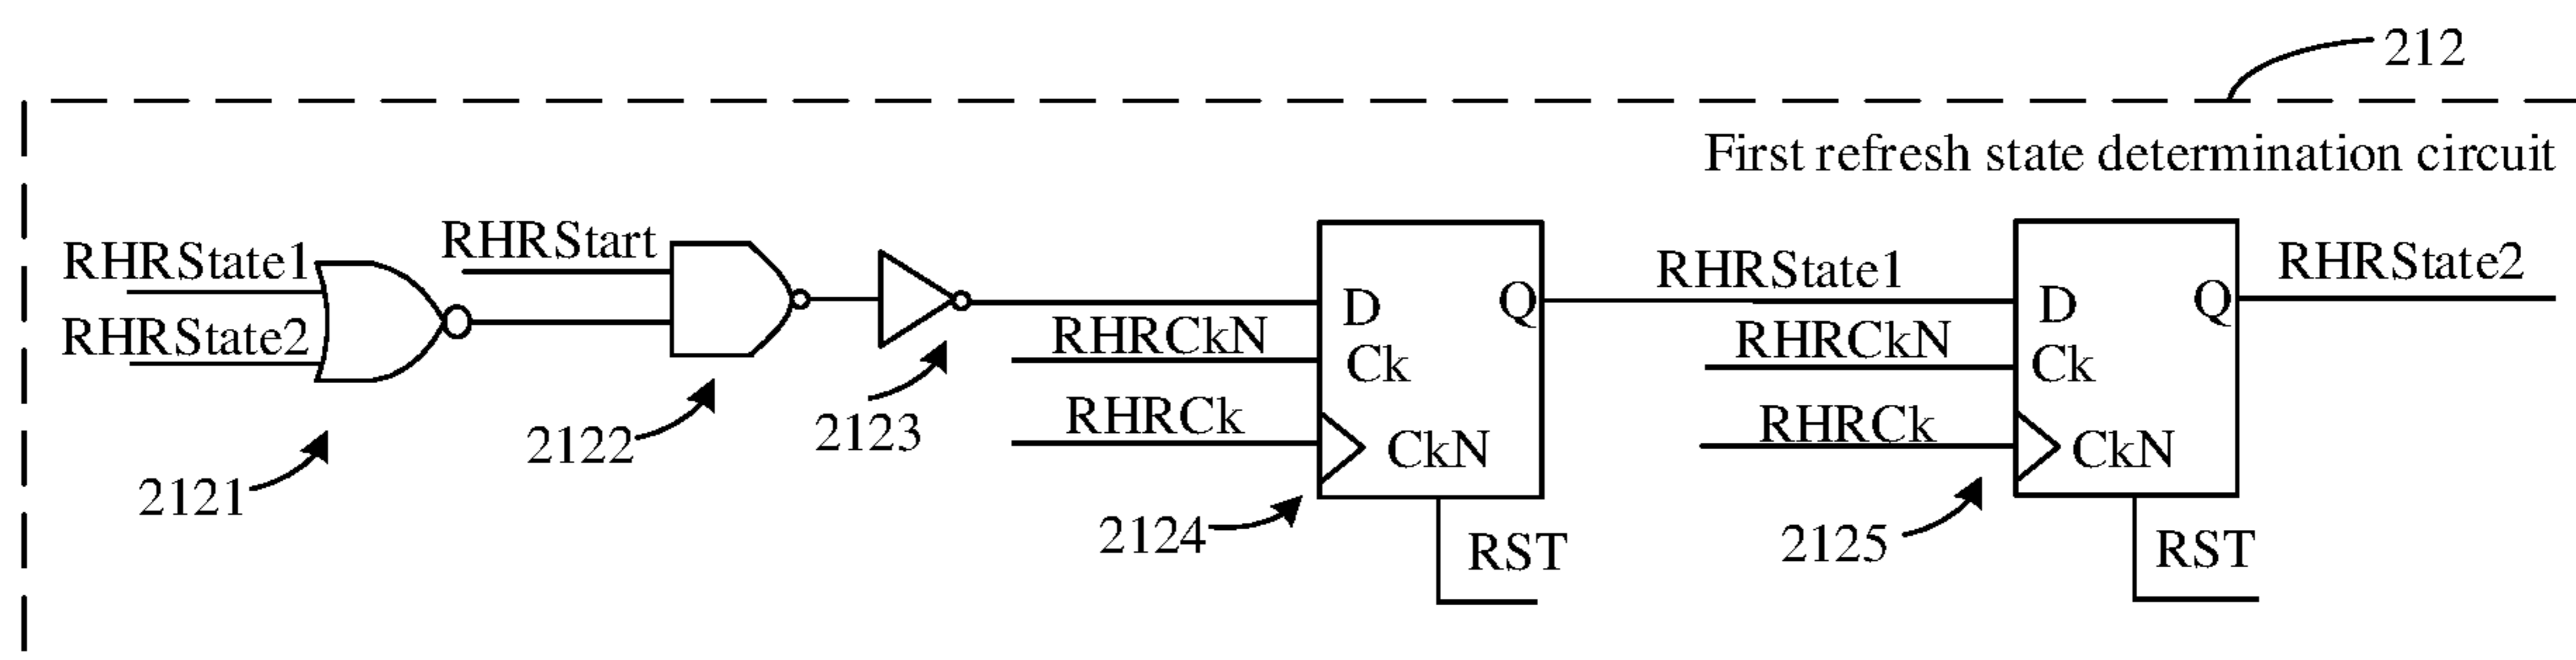 212
First refresh state determination circuit
RHRState1
RHRState2
2121
RHRStart
2122
2123
RHRCkN
RHRCk
D
Ck
CkN
Q
2124
RST
RHRState1
RHRCkN
RHRCk
D
Ck
CkN
Q
2125
RST
RHRState2